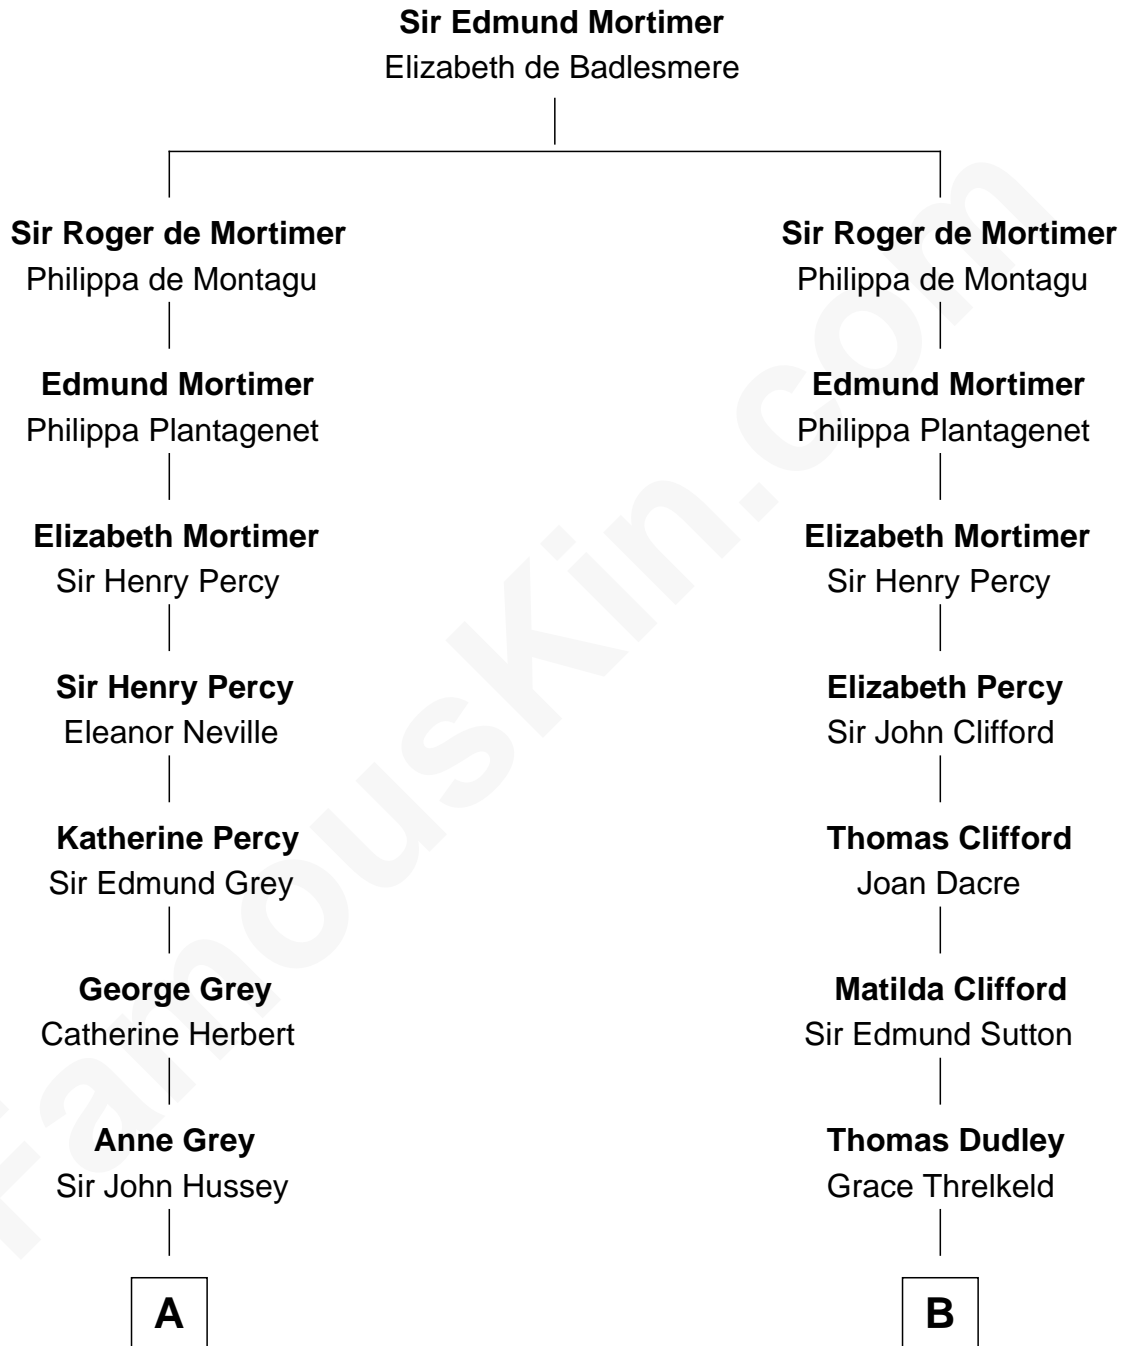 Sir Edmund Mortimer
Elizabeth de Badlesmere
Sir Roger de Mortimer
Philippa de Montagu
Edmund Mortimer
Philippa Plantagenet
Elizabeth Mortimer
Sir Henry Percy
Sir Henry Percy
Eleanor Neville
Katherine Percy
Sir Edmund Grey
George Grey
Catherine Herbert
Anne Grey
Sir John Hussey
A
Sir Roger de Mortimer
Philippa de Montagu
Edmund Mortimer
Philippa Plantagenet
Elizabeth Mortimer
Sir Henry Percy
Elizabeth Percy
Sir John Clifford
Thomas Clifford
Joan Dacre
Matilda Clifford
Sir Edmund Sutton
Thomas Dudley
Grace Threlkeld
B
FamousKin.com